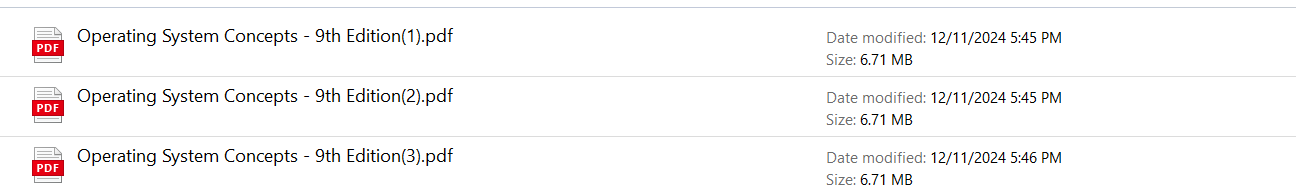 Operating System Concepts - 9th Edition(1).pdf
Date modified: 12/11/2024 5:45 PM
PDF
Size: 6.71 MB
Operating System Concepts - 9th Edition(2).pdf
Date modified: 12/11/2024 5:45 PM
PDF
Size: 6.71 MB
Operating System Concepts - 9th Edition(3).pdf
Date modified: 12/11/2024 5:46 PM
PDF
Size: 6.71 MB